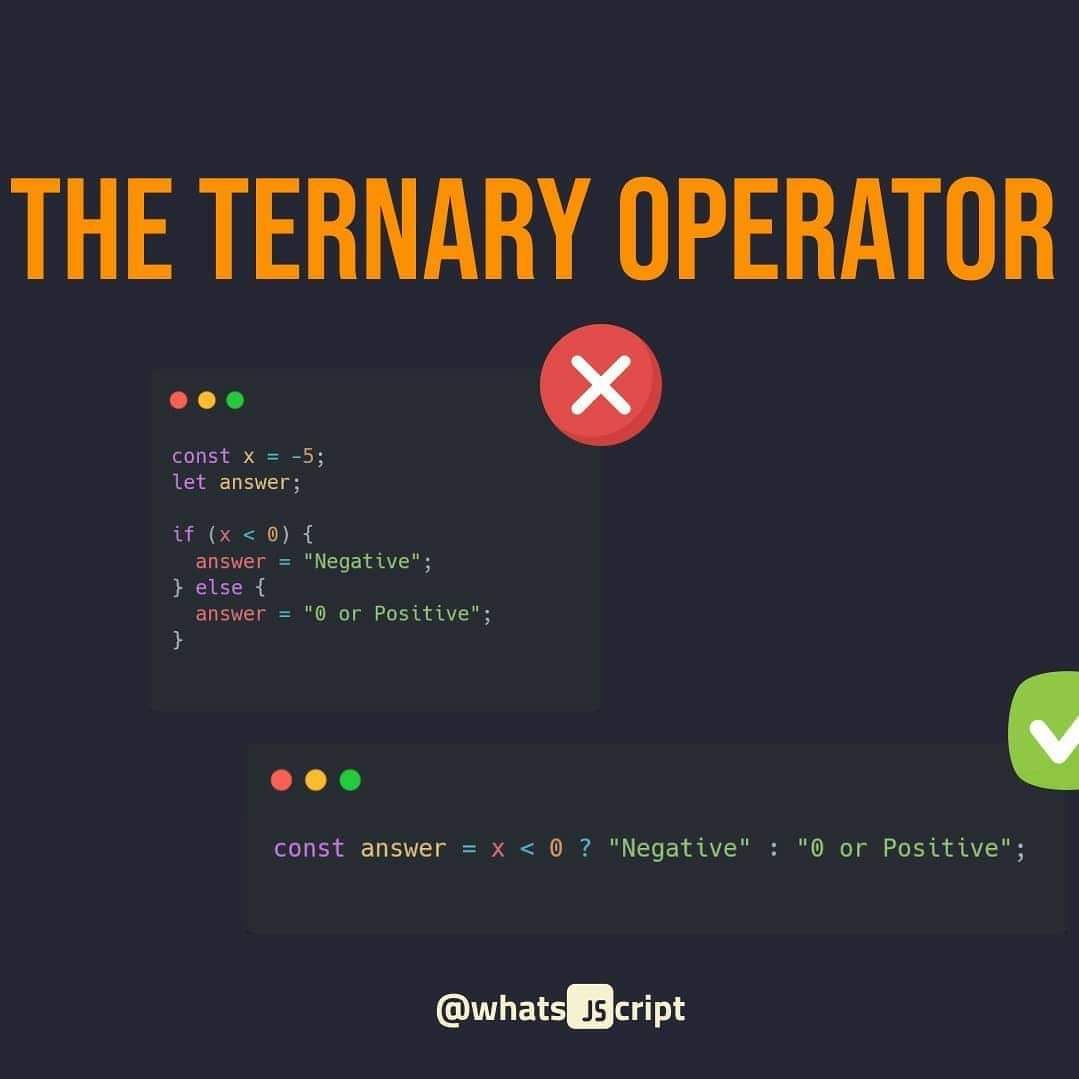 THE TERNARY OPERATOR
const x = -5;
let answer;
if (x < 0) {
  answer = "Negative";
} else {
  answer = "0 or Positive";
}
const answer = x < 0 ? "Negative" : "0 or Positive";
@whatsJScript